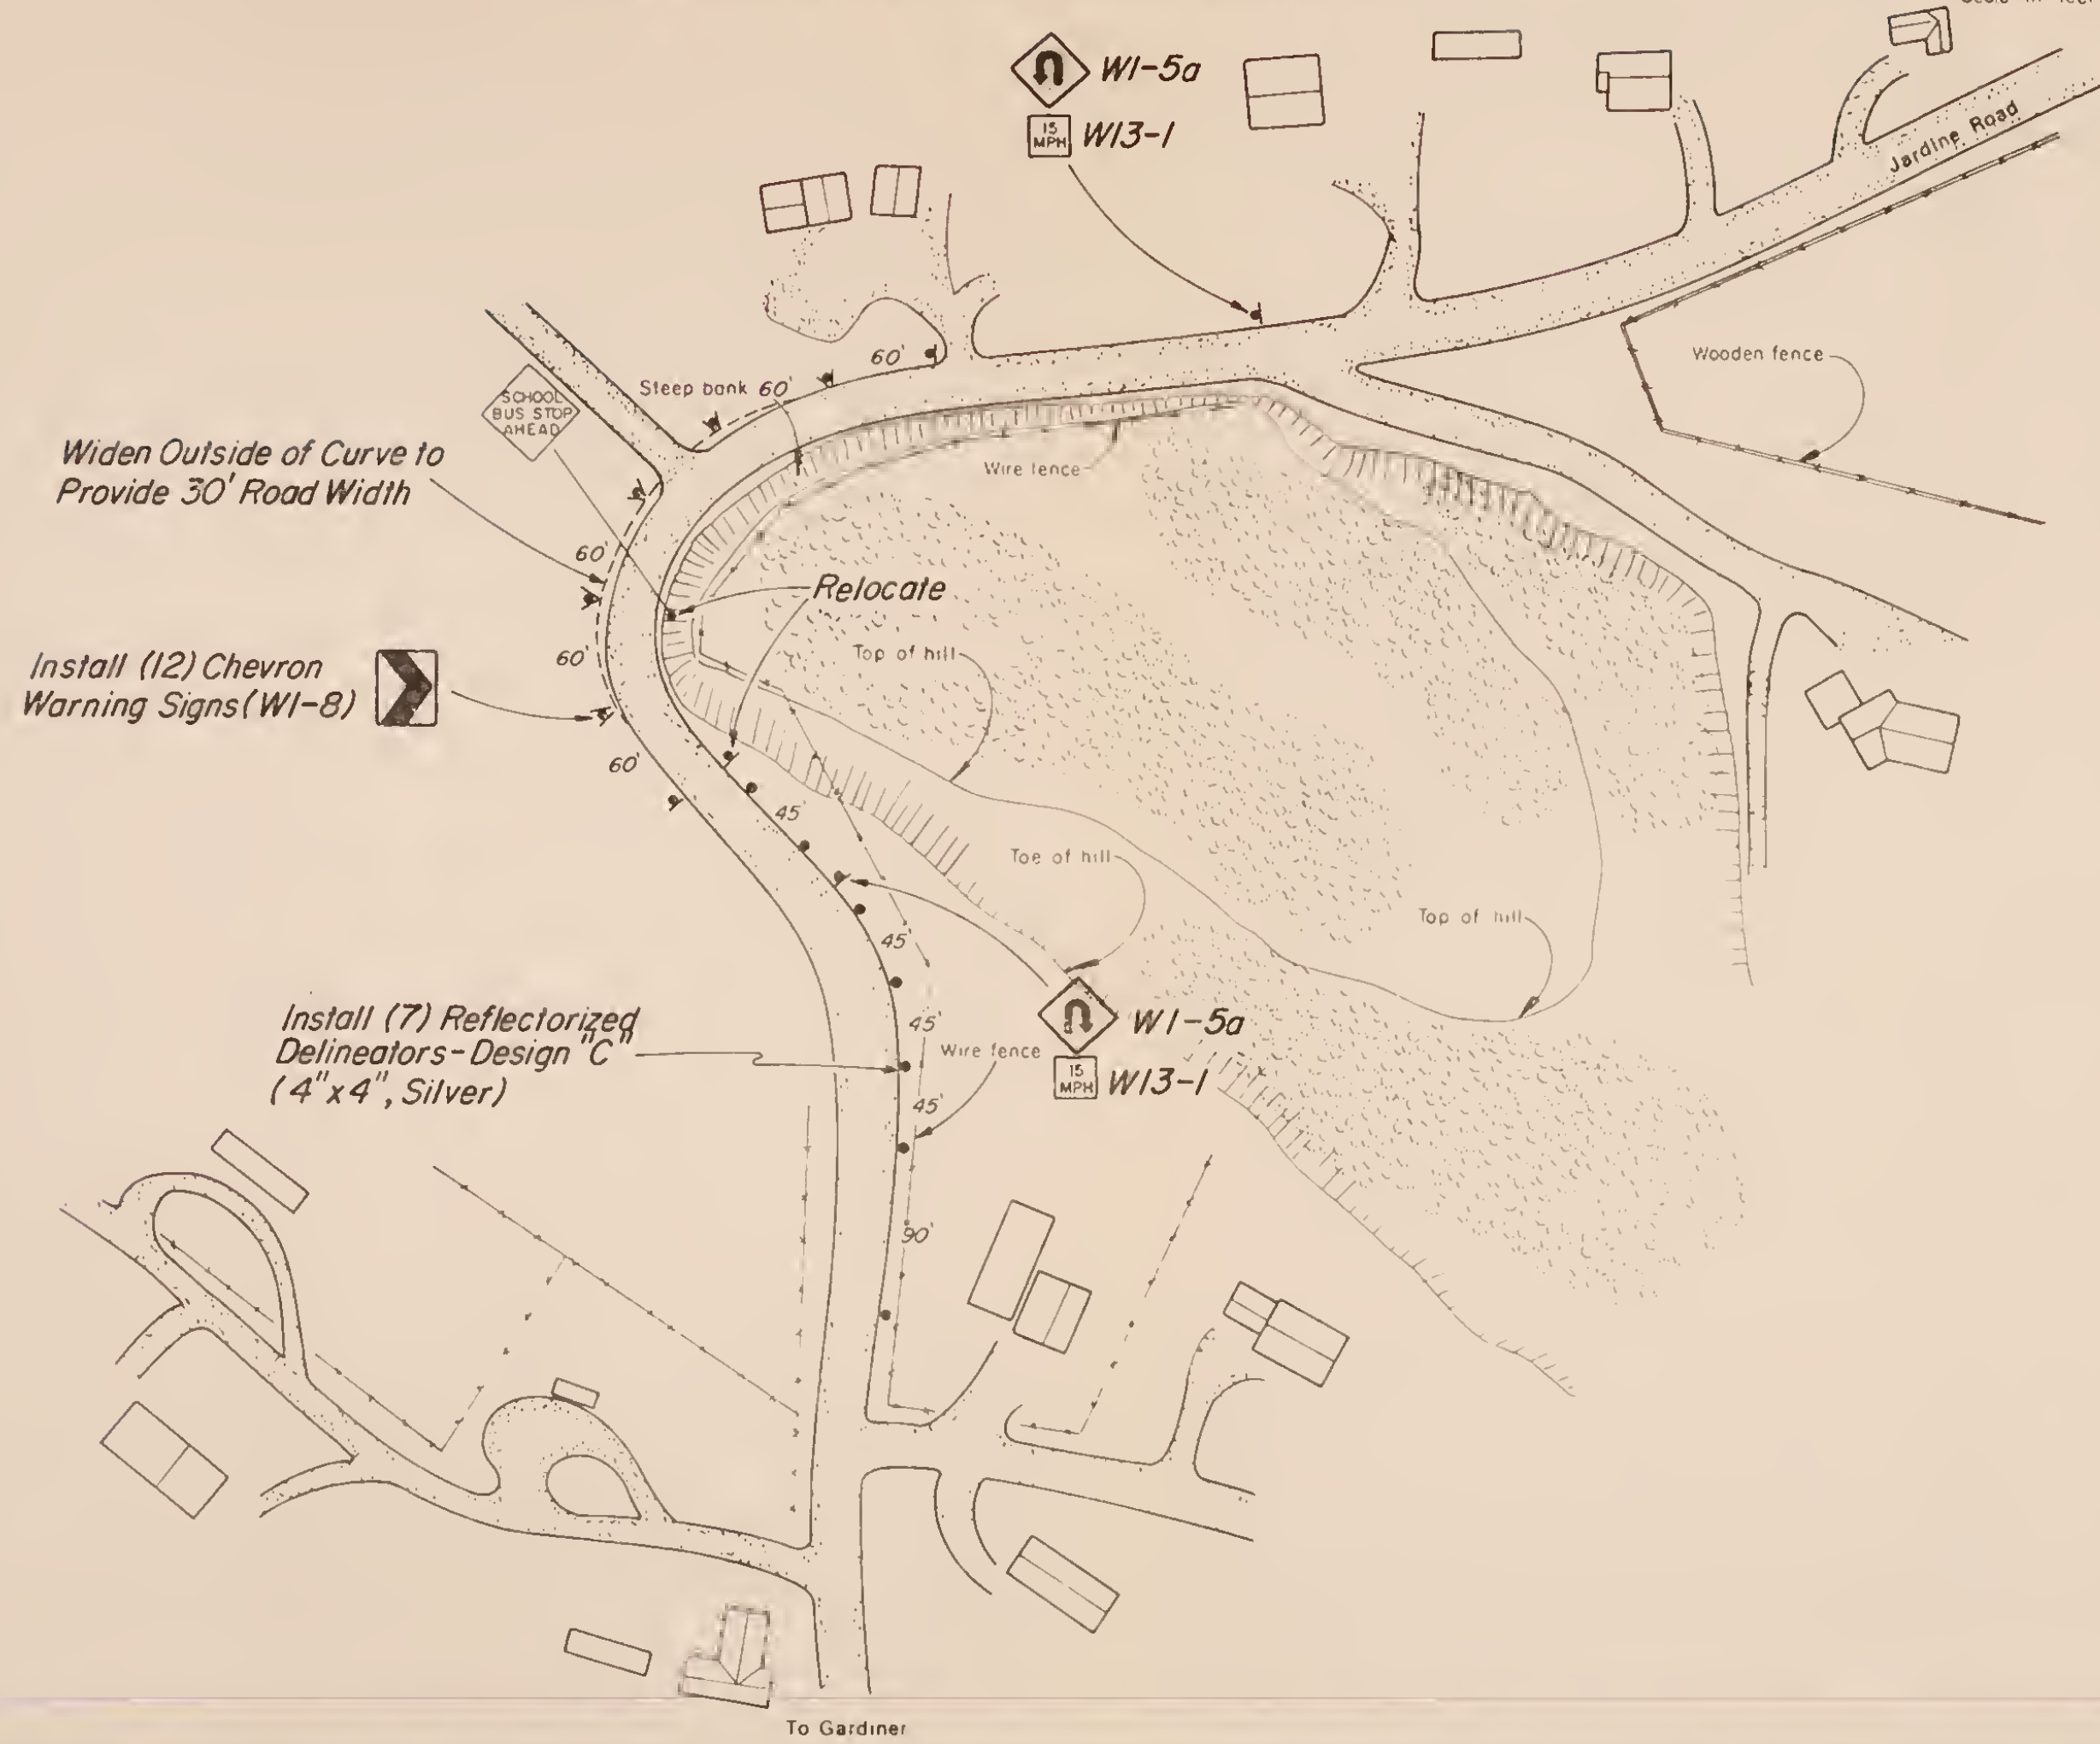 W1-5a
15
MPH
W13-1
Jardine Road
60'
Steep bank 60'
Wooden fence
SCHOOL
BUS STOP
AHEAD
Widen Outside of Curve to
Provide 30' Road Width
Wire fence
60'
Relocate
60'
Top of hill
Install (12) Chevron
Warning Signs (W1-8)
60'
45'
Toe of hill
Top of hill
45'
Install (7) Reflectorized
Delineators - Design "C"
(4"x4", Silver)
45'
W1-5a
Wire fence
15
MPH
W13-1
45'
90'
To Gardiner